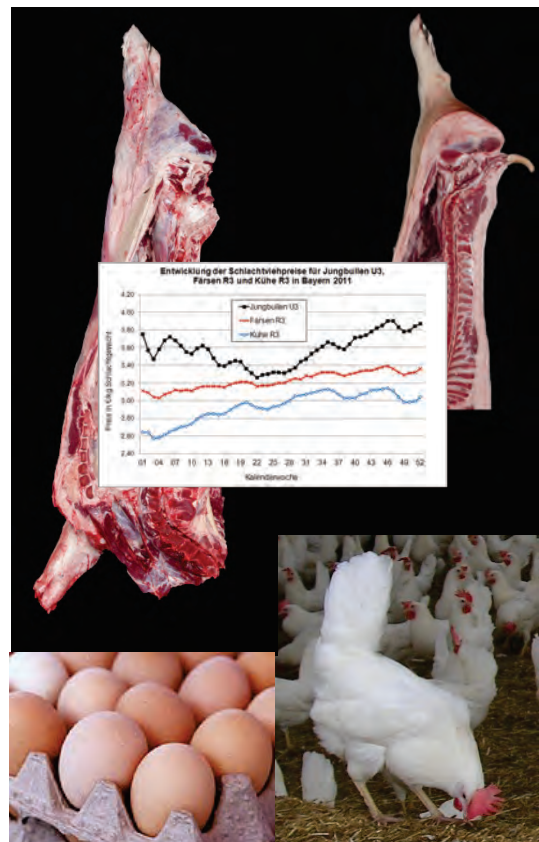 Entwicklung der Schlachtviehpreise für Jungbullen U3,
Färsen R3 und Kühe R3 in Bayern 2011
Jungbullen U3
Färsen R3
Kühe R3
Preis in €/kg Schlachtgewicht
4,20
4,00
3,80
3,60
3,40
3,20
3,00
2,80
2,60
2,40
01 04 07 10 13 16 19 22 25 28 31 34 37 40 43 46 49 52
Kalenderwoche